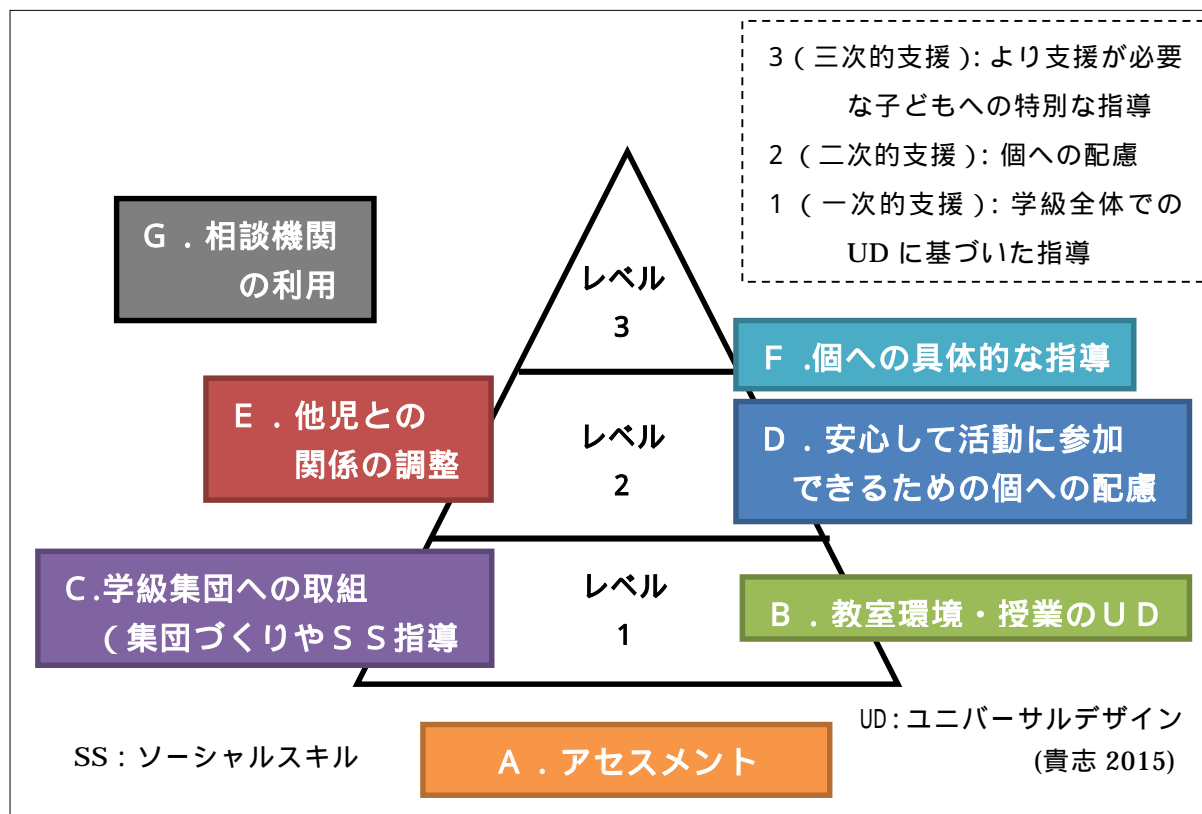 3(三次的支援):より支援が必要
な子どもへの特別な指導
2(二次的支援):個への配慮
1(一次的支援):学級全体での
UDに基づいた指導
G.相談機関
の利用
レベル
3
F.個への具体的な指導
E.他児との
関係の調整
レベル
2
D.安心して活動に参加
できるための個への配慮
C.学級集団への取組
(集団づくりやSS指導
レベル
1
B.教室環境・授業のUD
SS:ソーシャルスキル
A.アセスメント
UD:ユニバーサルデザイン
(貴志 2015)